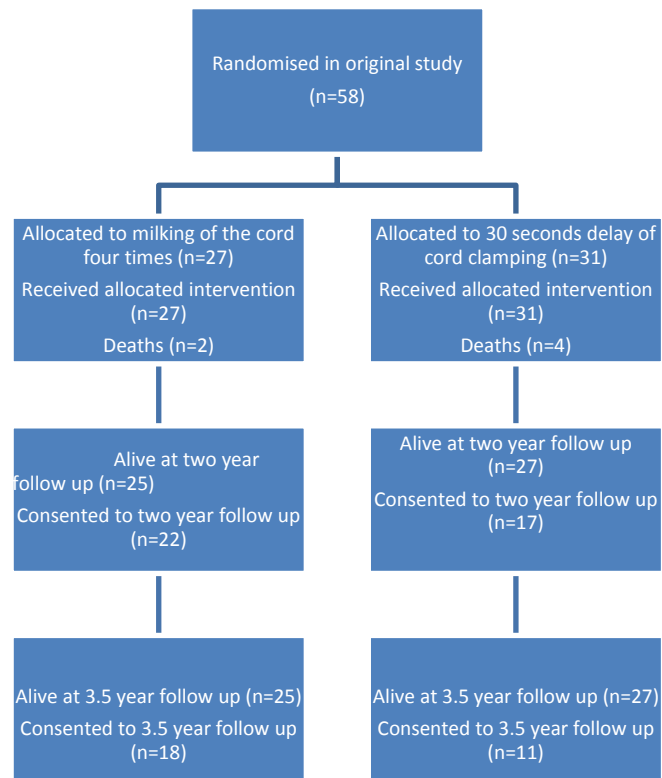 Randomised in original study
(n=58)
Allocated to milking of the cord
four times (n=27)
Received allocated intervention
(n=27)
Deaths (n=2)
Allocated to 30 seconds delay of
cord clamping (n=31)
Received allocated intervention
(n=31)
Deaths (n=4)
Alive at two year
follow up (n=25)
Consented to two year follow up
(n=22)
Alive at two year follow up
(n=27)
Consented to two year follow up
(n=17)
Alive at 3.5 year follow up (n=25)
Consented to 3.5 year follow up
(n=18)
Alive at 3.5 year follow up (n=27)
Consented to 3.5 year follow up
(n=11)